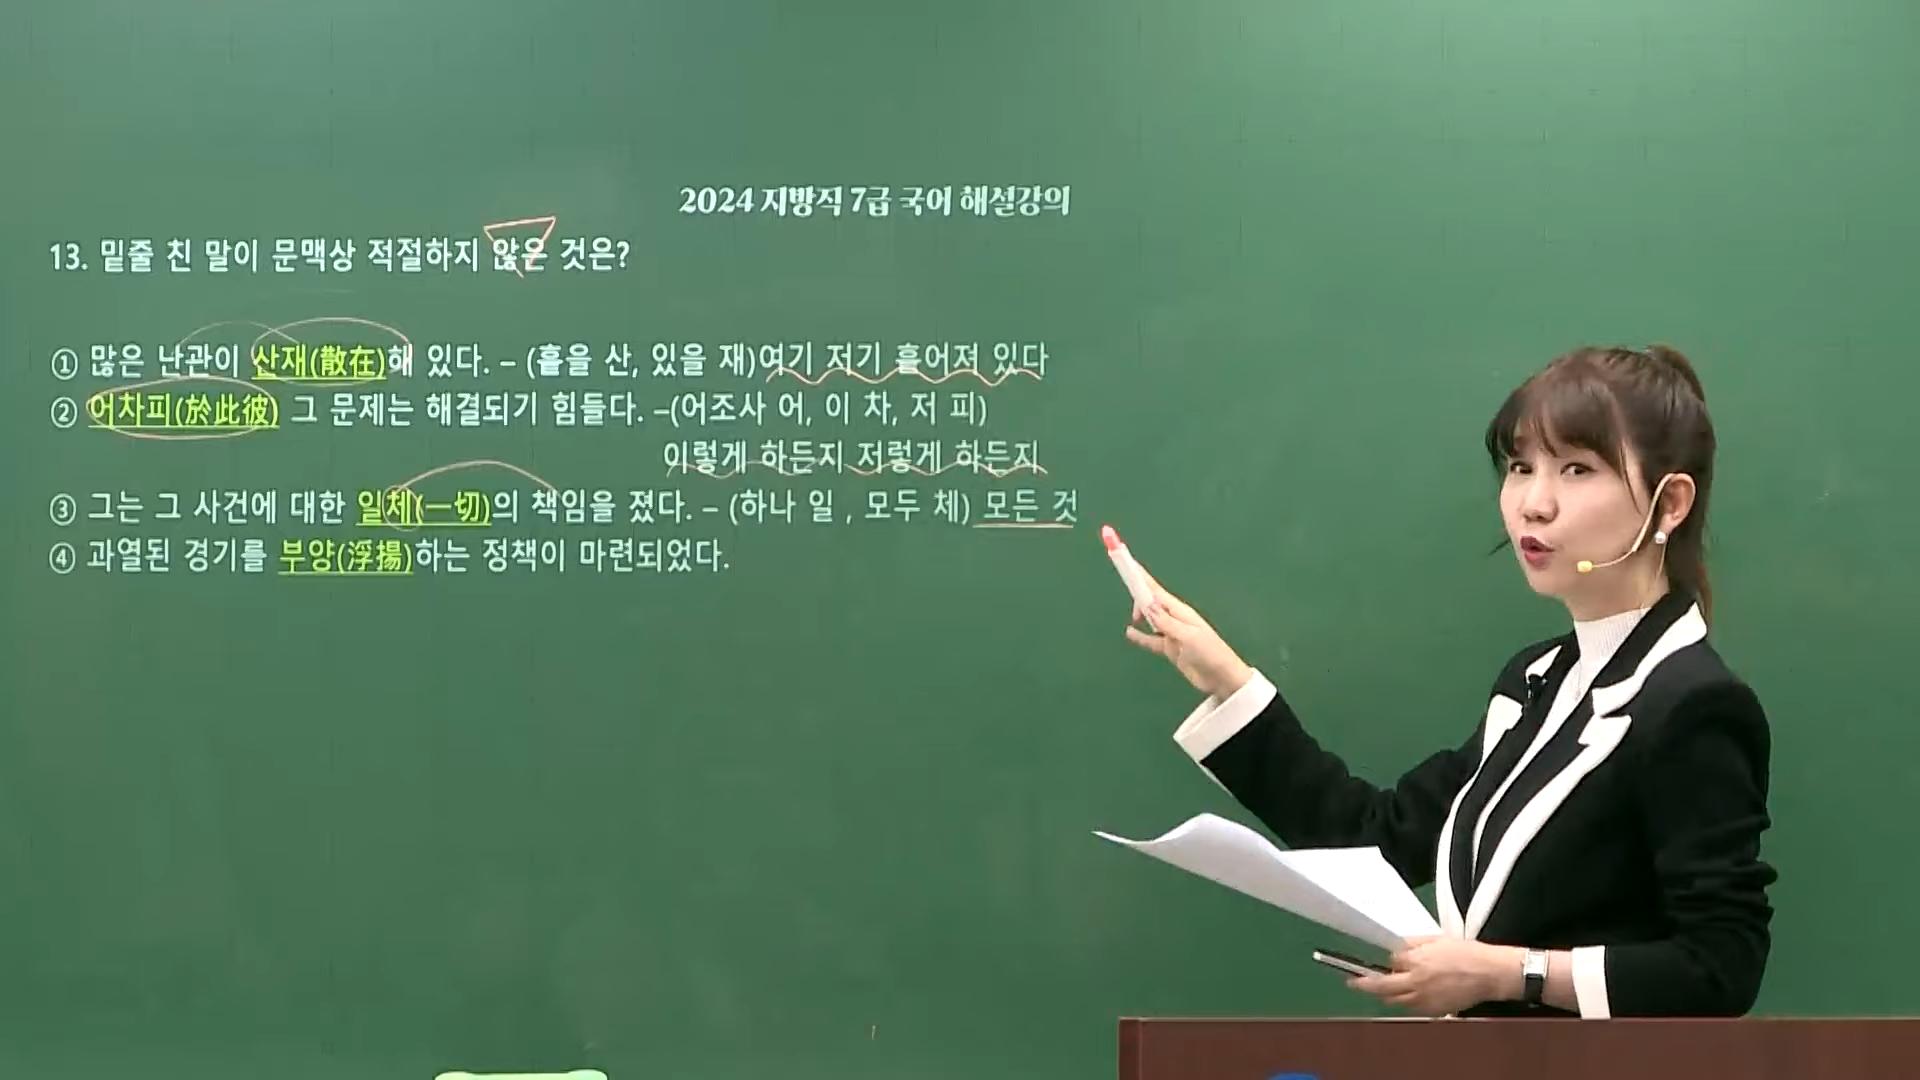 2024 지방직 7급 국어 해설강의
13. 밑줄 친 말이 문맥상 적절하지 않은 것은?
① 많은 난관이 산재(散在)해 있다. – (흩을 산, 있을 재)여기 저기 흩어져 있다
② 어차피(於此彼) 그 문제는 해결되기 힘들다. –(어조사 어, 이 차, 저 피)
이렇게 하든지 저렇게 하든지
③ 그는 그 사건에 대한 일체(一切)의 책임을 졌다. – (하나 일 , 모두 체) 모든 것
④ 과열된 경기를 부양(浮揚)하는 정책이 마련되었다.